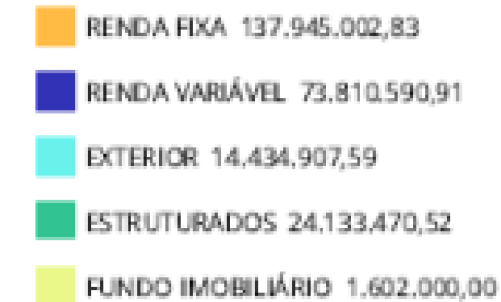 RENDA FIXA 137.945.002,83
RENDA VARIÁVEL 73.810.590,91
EXTERIOR 14.434.907,59
ESTRUTURADOS 24.133.470,52
FUNDO IMOBILIÁRIO 1.602.000,00